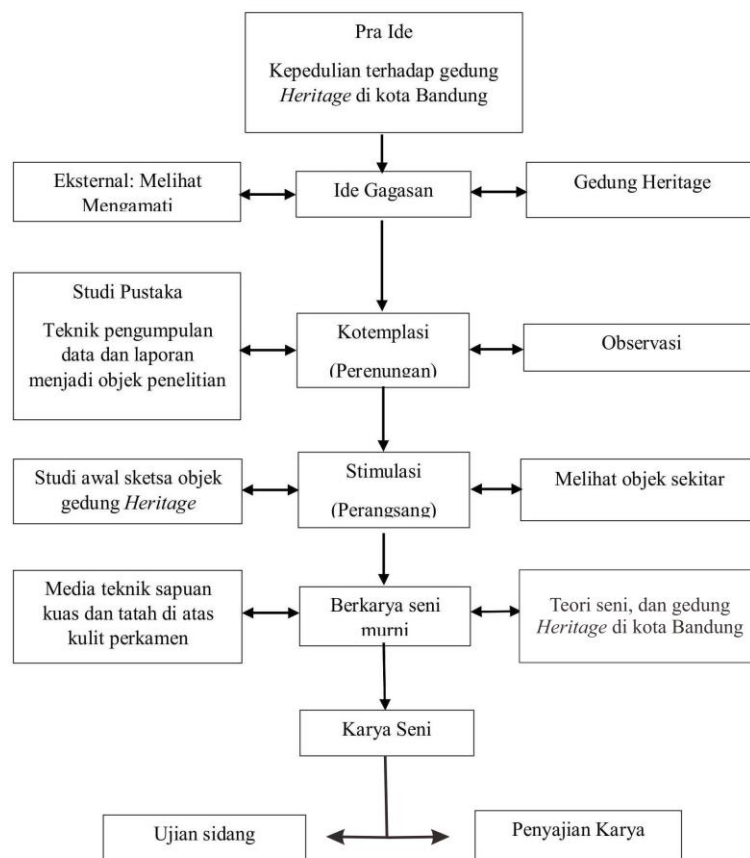 Pra Ide
Kepedulian terhadap gedung
Heritage di kota Bandung
Eksternal: Melihat
Mengamati
Ide Gagasan
Gedung Heritage
Studi Pustaka
Teknik pengumpulan
data dan laporan
menjadi objek penelitian
Kotemplasi
(Perenungan)
Observasi
Studi awal sketsa objek
gedung Heritage
Stimulasi
(Perangsang)
Melihat objek sekitar
Media teknik sapuan
kuas dan tatah di atas
kulit perkamen
Berkarya seni
murni
Teori seni, dan gedung
Heritage di kota Bandung
Karya Seni
Ujian sidang
Penyajian Karya